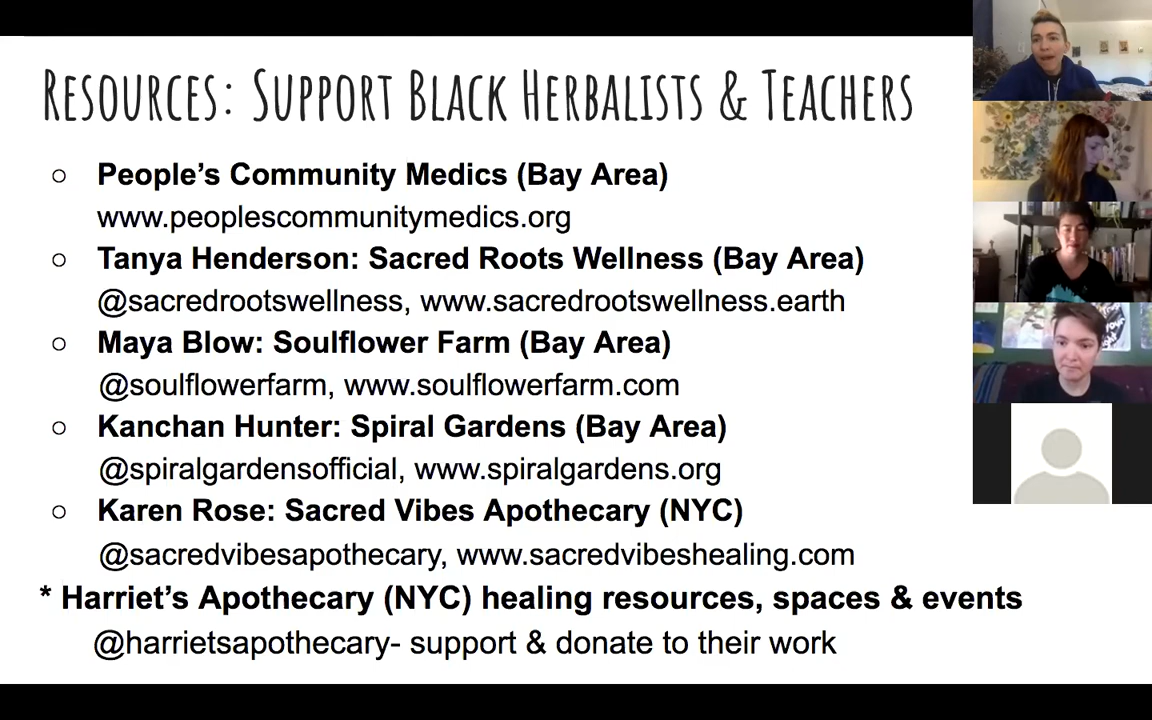 Resources: Support Black Herbalists & Teachers
○ People’s Community Medics (Bay Area)
www.peoplescommunitymedics.org
○ Tanya Henderson: Sacred Roots Wellness (Bay Area)
@sacredrootswellness, www.sacredrootswellness.earth
○ Maya Blow: Soulflower Farm (Bay Area)
@soulflowerfarm, www.soulflowerfarm.com
○ Kanchan Hunter: Spiral Gardens (Bay Area)
@spiralgardensofficial, www.spiralgardens.org
○ Karen Rose: Sacred Vibes Apothecary (NYC)
@sacredvibesapothecary, www.sacredvibeshealing.com
* Harriet’s Apothecary (NYC) healing resources, spaces & events
@harrietsapothecary- support & donate to their work